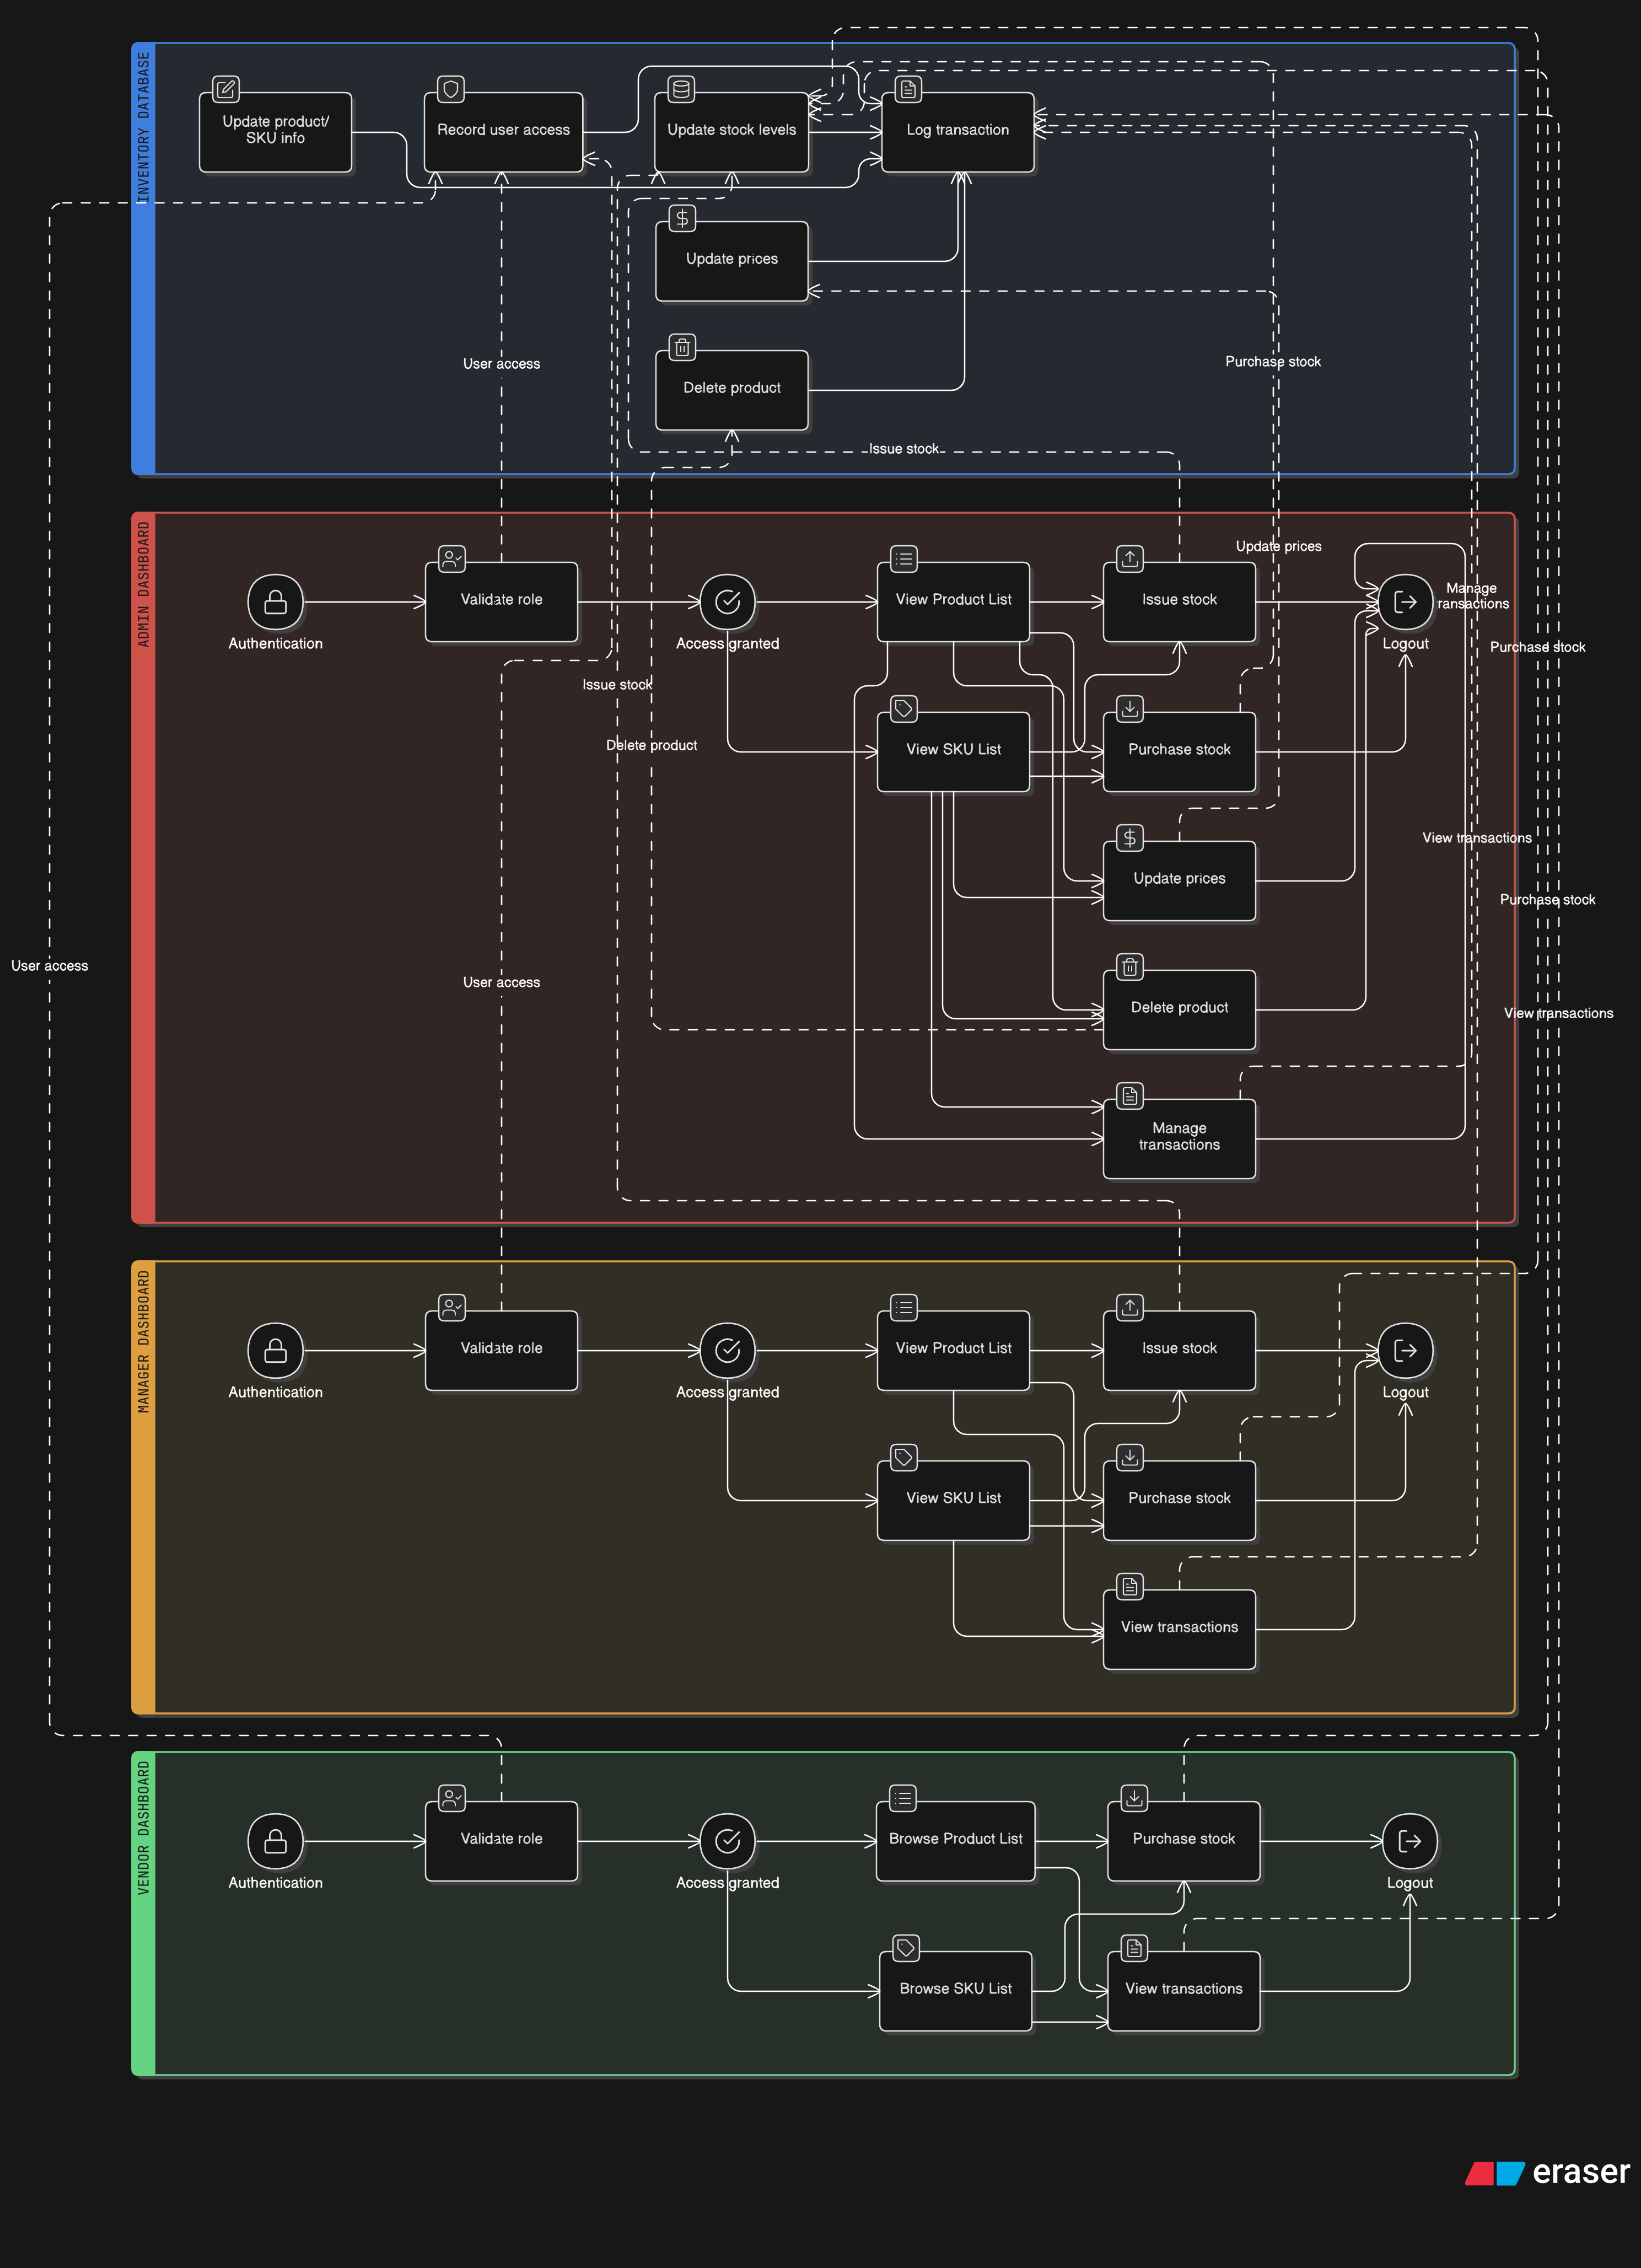 INVENTORY DATABASE
Update product/
SKU info
Record user access
Update stock levels
Log transaction
Update prices
Delete product
User access
Purchase stock
Issue stock
ADMIN DASHBOARD
Authentication
Validate role
Access granted
View Product List
Issue stock
Update prices
Logout
Manage
ransactions
Purchase stock
Issue stock
Delete product
View SKU List
Purchase stock
Update prices
View transactions
Purchase stock
User access
User access
Delete product
View transactions
Manage
transactions
MANAGER DASHBOARD
Authentication
Validate role
Access granted
View Product List
Issue stock
Logout
View SKU List
Purchase stock
View transactions
VENDOR DASHBOARD
Authentication
Validate role
Access granted
Browse Product List
Purchase stock
Logout
Browse SKU List
View transactions
eraser